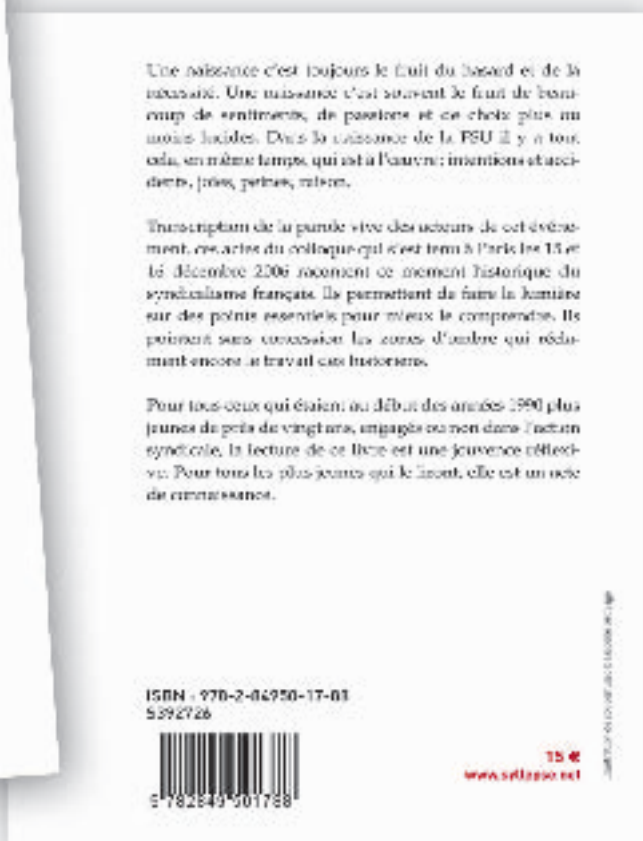 Une naissance c'est toujours le fruit du hasard et de la
nécessité. Une naissance c'est souvent le fruit de beau-
coup de sentiments, de passions et de choix plus ou
moins lucides. Dans la naissance de la FSU il y a tout
cela, en même temps, qui est à l'œuvre : intentions et acci-
dents, joies, peines, raison.
Transcription de la parole vive des acteurs de cet événe-
ment, ces actes du colloque qui s'est tenu à Paris les 15 et
16 décembre 2006 racontent ce moment historique du
syndicalisme français. Ils permettent de faire la lumière
sur des points essentiels pour mieux le comprendre. Ils
pointent sans concession les zones d'ombre qui récla-
ment encore le travail des historiens.
Pour tous ceux qui étaient au début des années 1990 plus
jeunes de près de vingt ans, engagés ou non dans l'action
syndicale, la lecture de ce livre est une jouvence réflexi-
ve. Pour tous les plus jeunes qui le liront, elle est un acte
de connaissance.
ISBN : 978-2-84950-17-88
5392726
9 782849 501788
15 €
www.syllepse.net